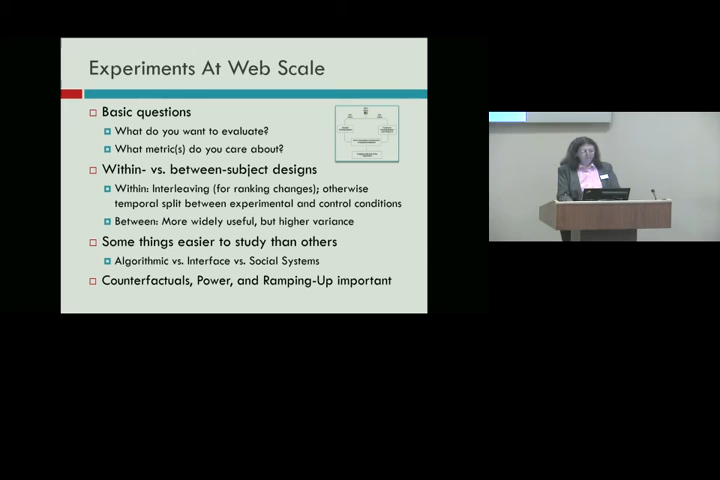 Experiments At Web Scale
Basic questions
What do you want to evaluate?
What metric(s) do you care about?
Within- vs. between-subject designs
Within: Interleaving (for ranking changes); otherwise
temporal split between experimental and control conditions
Between: More widely useful, but higher variance
Some things easier to study than others
Algorithmic vs. Interface vs. Social Systems
Counterfactuals, Power, and Ramping-Up important